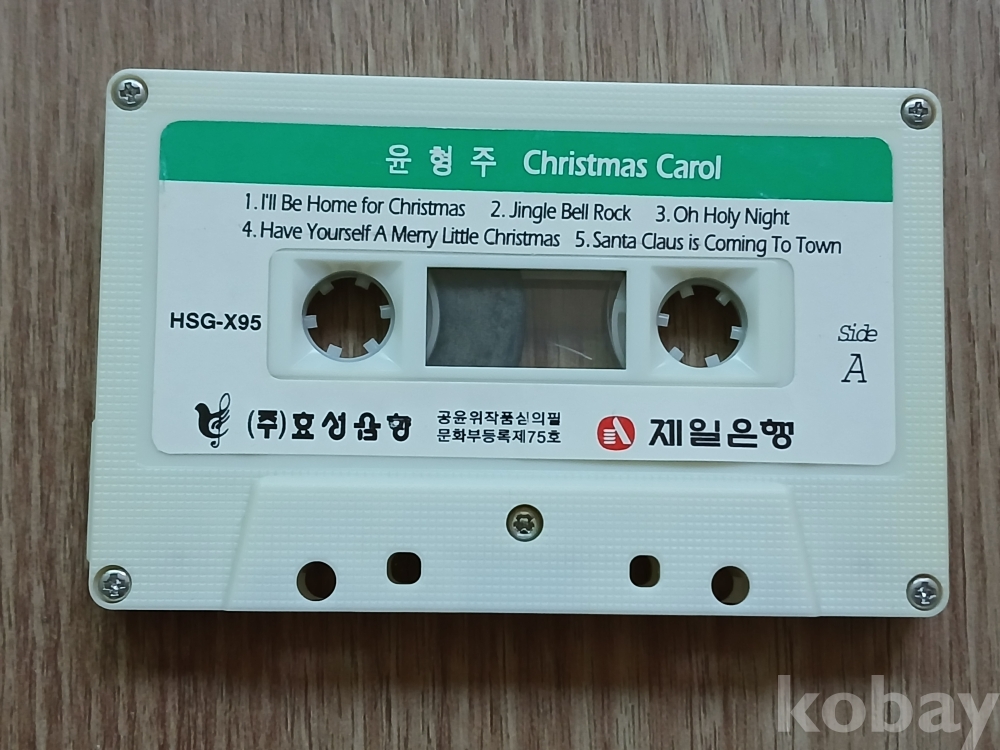 윤형주 Christmas Carol
1. I'll Be Home for Christmas 2. Jingle Bell Rock 3. Oh Holy Night
4. Have Yourself A Merry Little Christmas 5. Santa Claus is Coming To Town
HSG-X95
Side
A
(주)효성음향
공윤위작품심의필
문화부등록제75호
제일은행
kobay